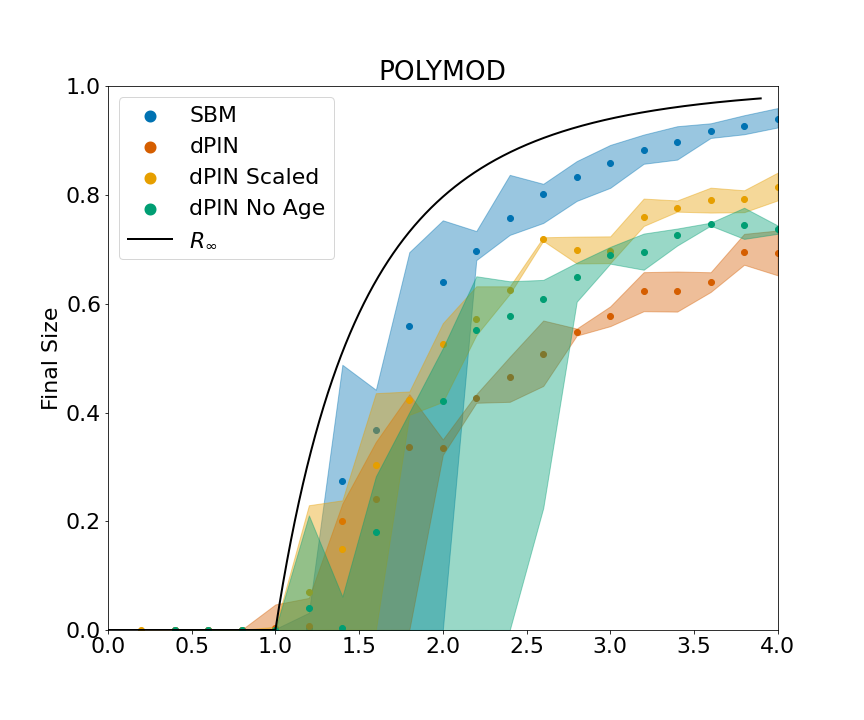 POLYMOD
1.0
0.8
0.6
0.4
0.2
0.0
Final Size
SBM
dPIN
dPIN Scaled
dPIN No Age
R∞
0.0 0.5 1.0 1.5 2.0 2.5 3.0 3.5 4.0